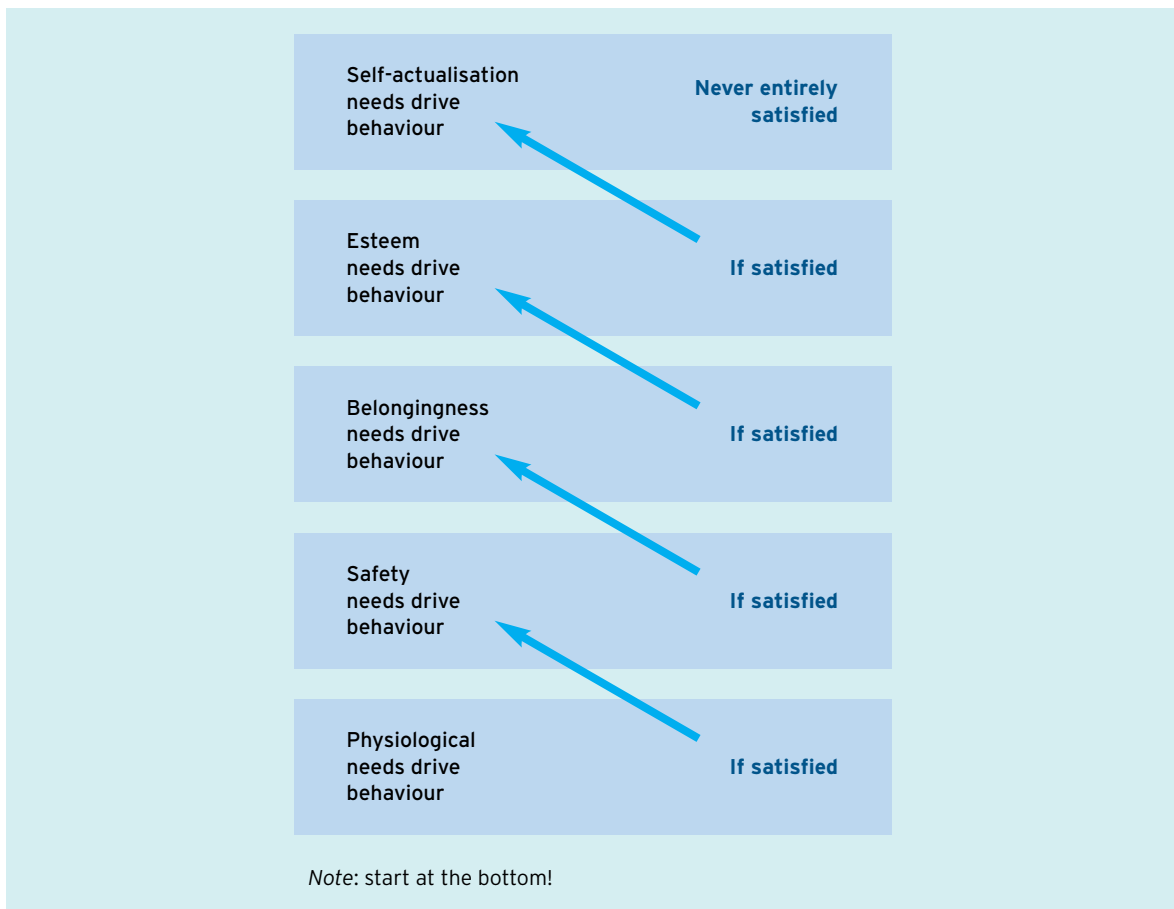 Self-actualisation
needs drive
behaviour
Never entirely
satisfied
Esteem
needs drive
behaviour
If satisfied
Belongingness
needs drive
behaviour
If satisfied
Safety
needs drive
behaviour
If satisfied
Physiological
needs drive
behaviour
If satisfied
Note: start at the bottom!